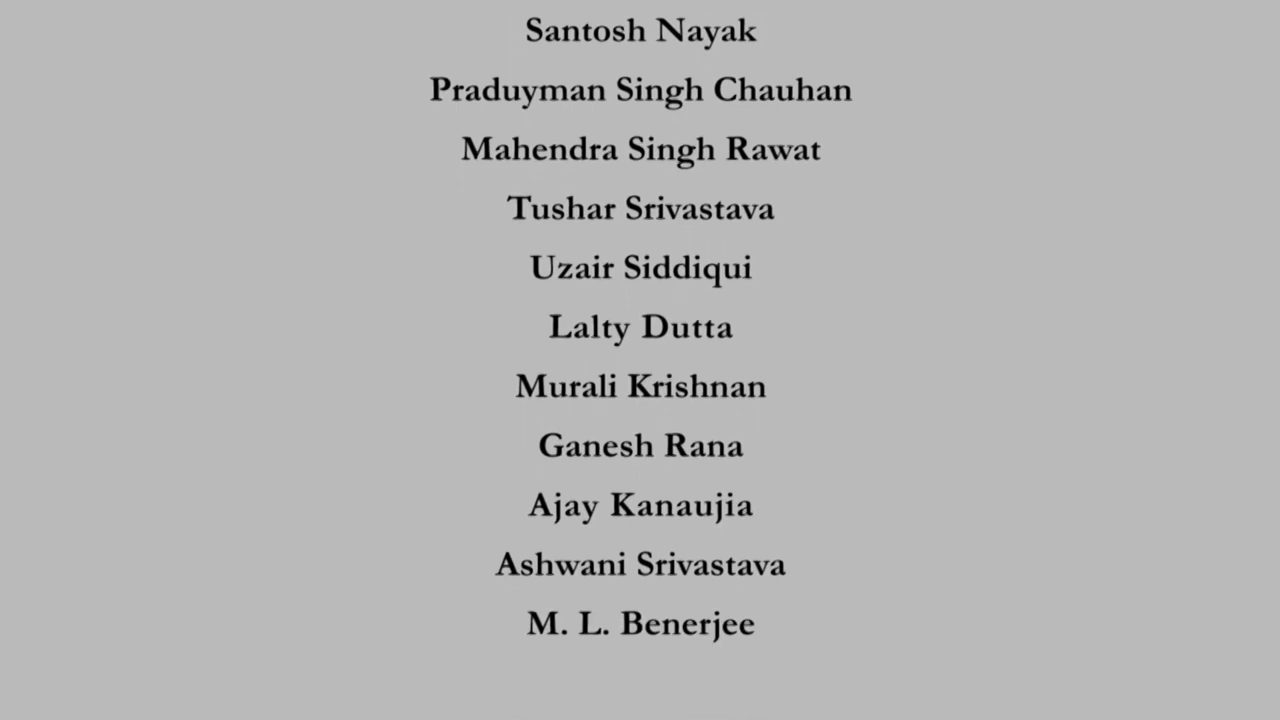 Santosh Nayak
Praduyman Singh Chauhan
Mahendra Singh Rawat
Tushar Srivastava
Uzair Siddiqui
Lalty Dutta
Murali Krishnan
Ganesh Rana
Ajay Kanaujia
Ashwani Srivastava
M. L. Benerjee